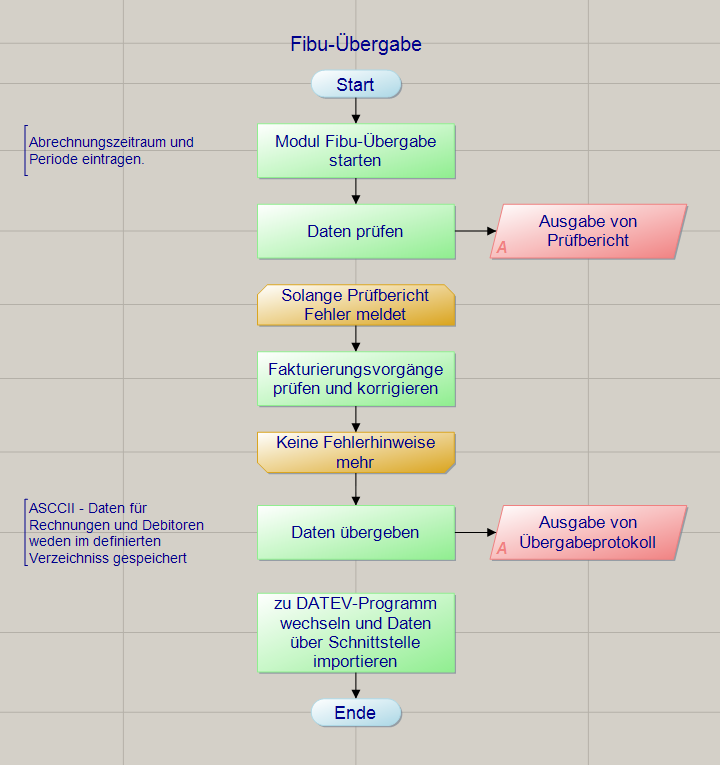 Fibu-Übergabe
Start
Abrechnungszeitraum und
Periode eintragen.
Modul Fibu-Übergabe
starten
Daten prüfen
Ausgabe von
Prüfbericht
A
Solange Prüfbericht
Fehler meldet
Fakturierungsvorgänge
prüfen und korrigieren
Keine Fehlerhinweise
mehr
ASCCII - Daten für
Rechnungen und Debitoren
weden im definierten
Verzeichniss gespeichert
Daten übergeben
Ausgabe von
Übergabeprotokoll
A
zu DATEV-Programm
wechseln und Daten
über Schnittstelle
importieren
Ende